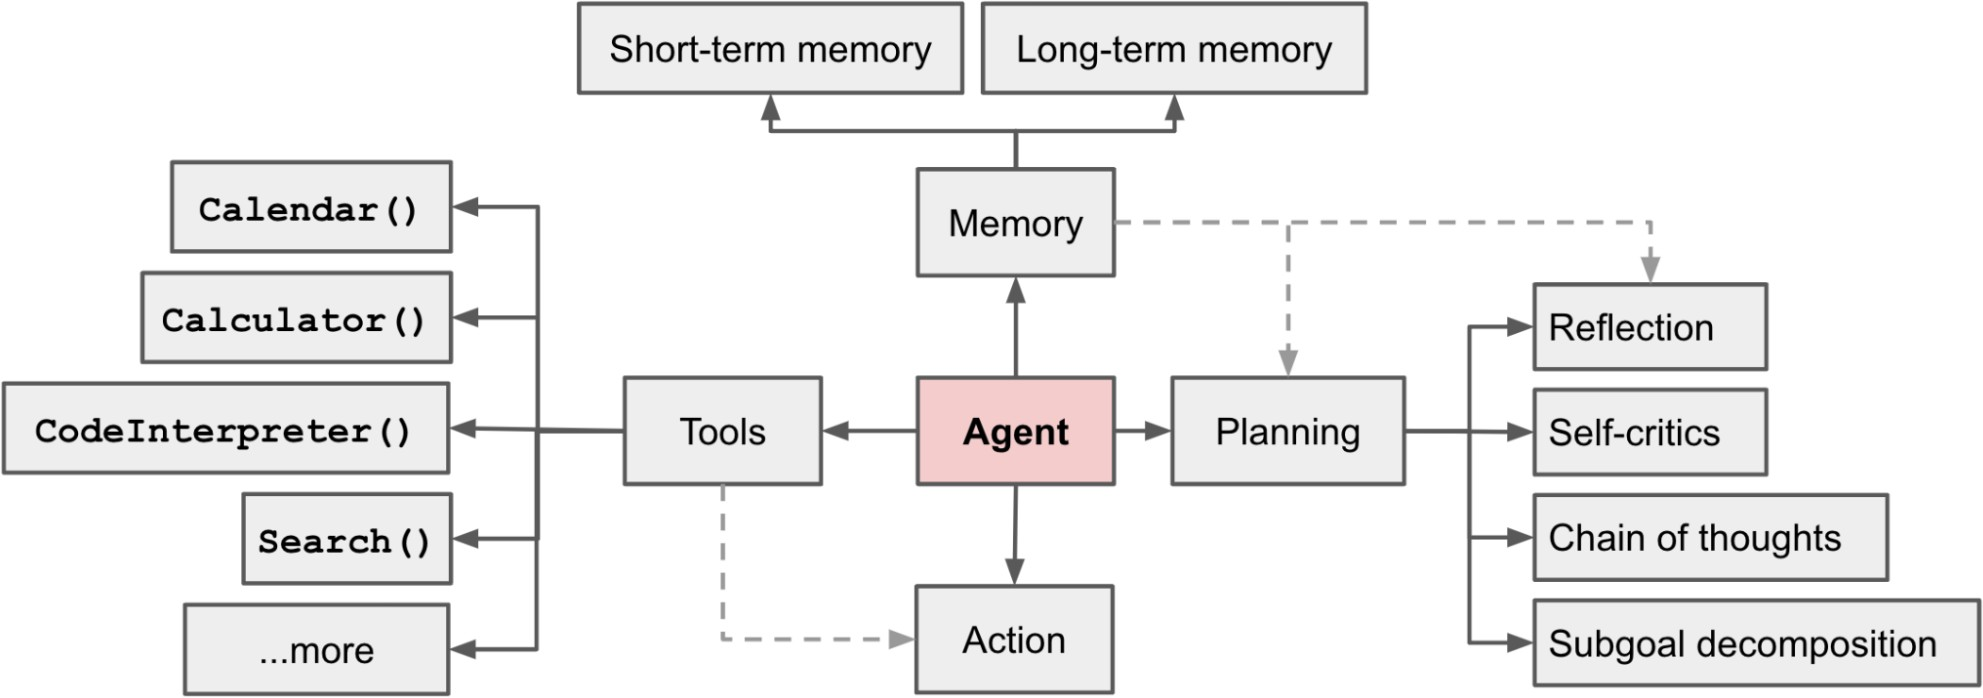 Short-term memory
Long-term memory
Calendar()
Memory
Calculator()
Reflection
CodeInterpreter()
Tools
Agent
Planning
Self-critics
Search()
Chain of thoughts
...more
Action
Subgoal decomposition